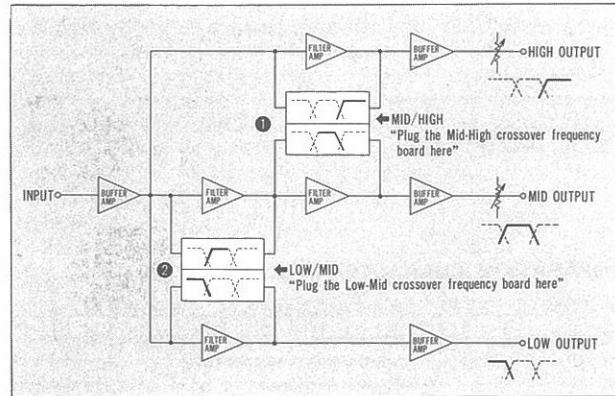 FILTER
AMP
BUFFER
AMP
HIGH OUTPUT
1
MID/HIGH
"Plug the Mid-High crossover frequency
board here"
INPUT
BUFFER
AMP
FILTER
AMP
FILTER
AMP
BUFFER
AMP
MID OUTPUT
2
LOW/MID
"Plug the Low-Mid crossover frequency board here"
FILTER
AMP
BUFFER
AMP
LOW OUTPUT